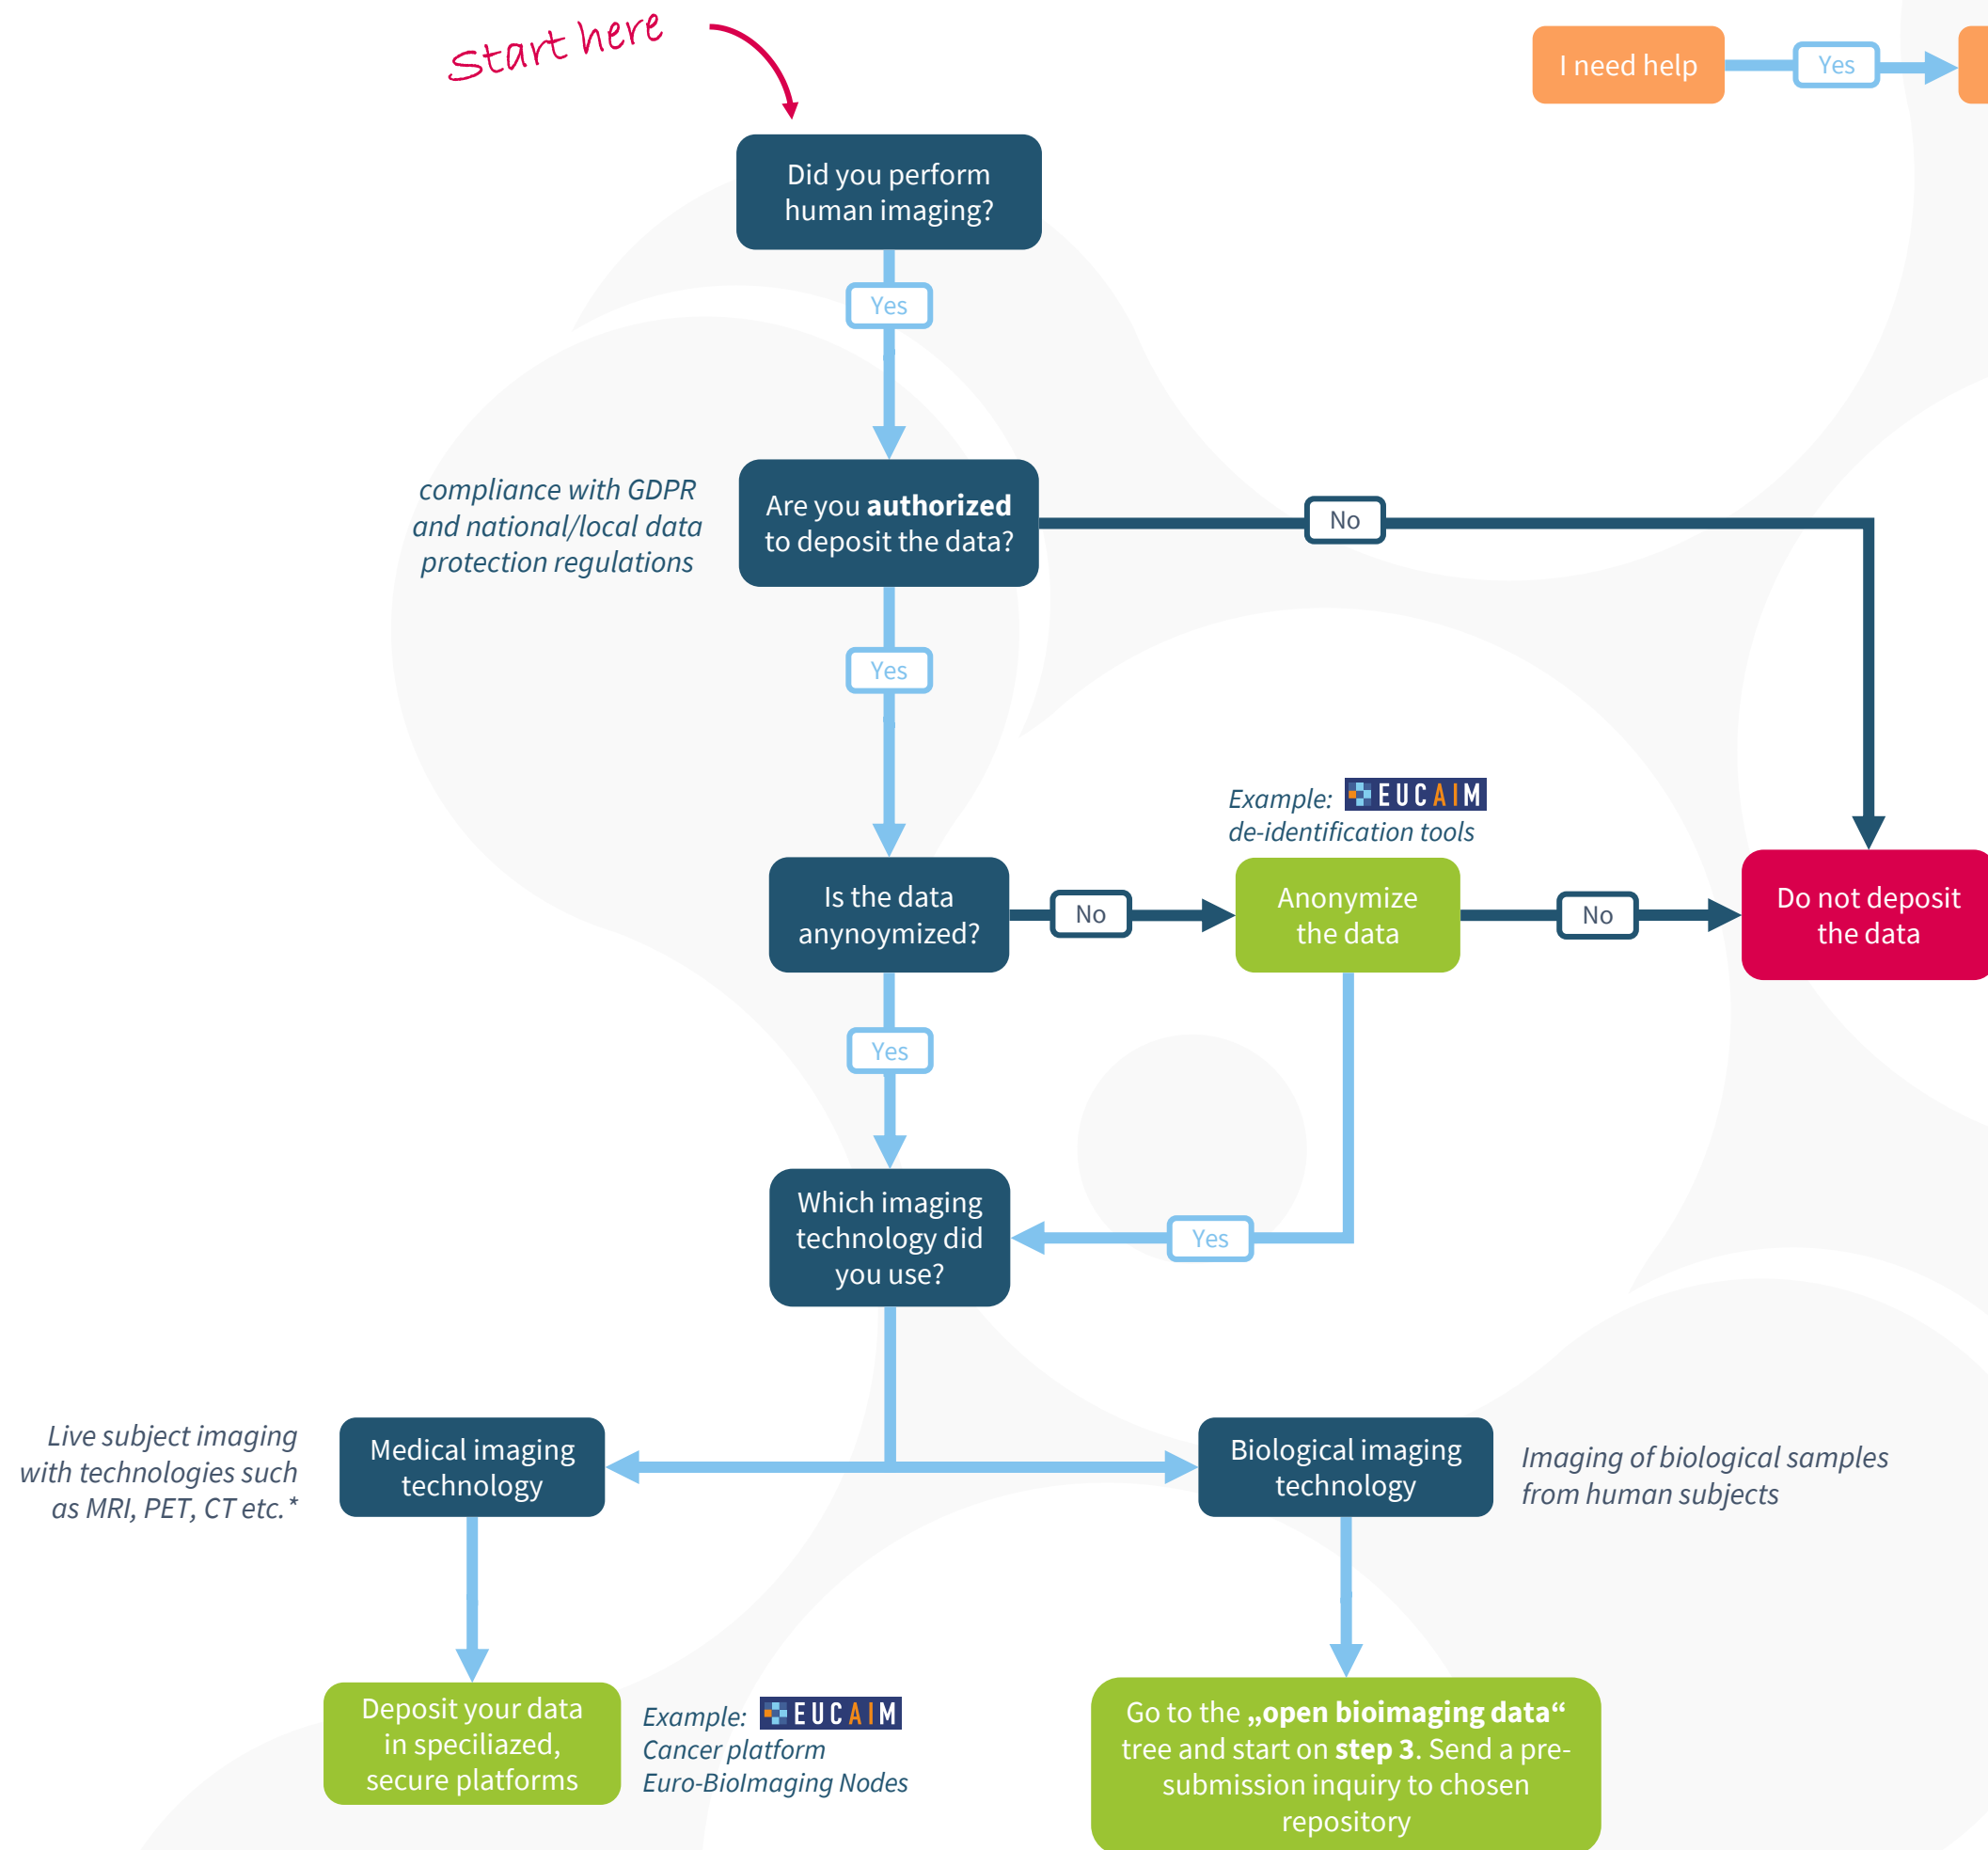 Start here
I need help
Yes
Did you perform
human imaging?
Yes
compliance with GDPR
and national/local data
protection regulations
Are you authorized
to deposit the data?
No
Yes
Example: EUCAIM
de-identification tools
Is the data
anynoymized?
No
Anonymize
the data
No
Do not deposit
the data
Yes
Which imaging
technology did
you use?
Yes
Live subject imaging
with technologies such
as MRI, PET, CT etc.*
Medical imaging
technology
Biological imaging
technology
Imaging of biological samples
from human subjects
Deposit your data
in speciliazed,
secure platforms
Example: EUCAIM
Cancer platform
Euro-BioImaging Nodes
Go to the „open bioimaging data“
tree and start on step 3. Send a pre-
submission inquiry to chosen
repository